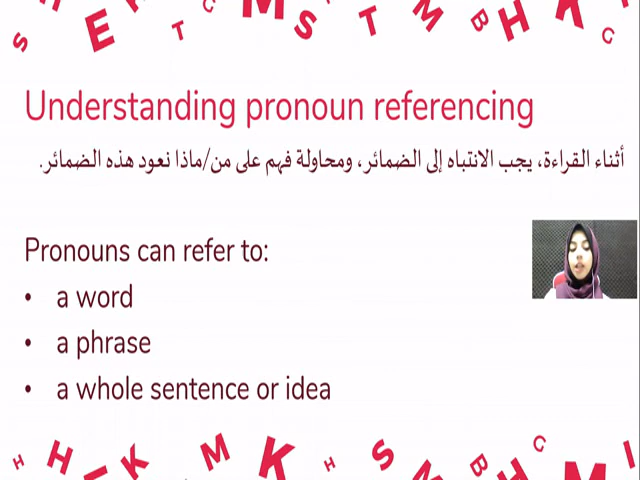 Understanding pronoun referencing
أثناء القراءة، يجب الانتباه إلى الضمائر، ومحاولة فهم على من/ماذا نعود هذه الضمائر.
Pronouns can refer to:
• a word
• a phrase
• a whole sentence or idea